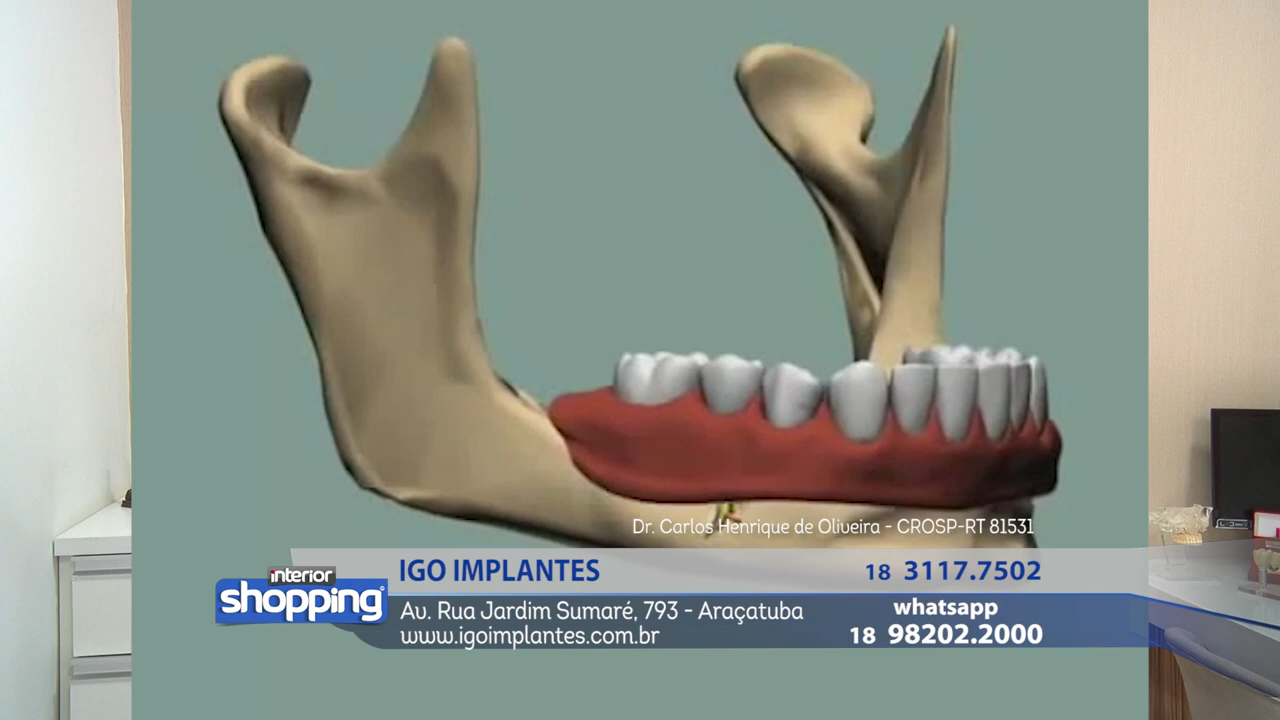 Dr. Carlos Henrique de Oliveira - CROSP-RT 81531
interior
shopping
IGO IMPLANTES
18 3117.7502
Av. Rua Jardim Sumaré, 793 - Araçatuba
www.igoimplantes.com.br
whatsapp
18 98202.2000